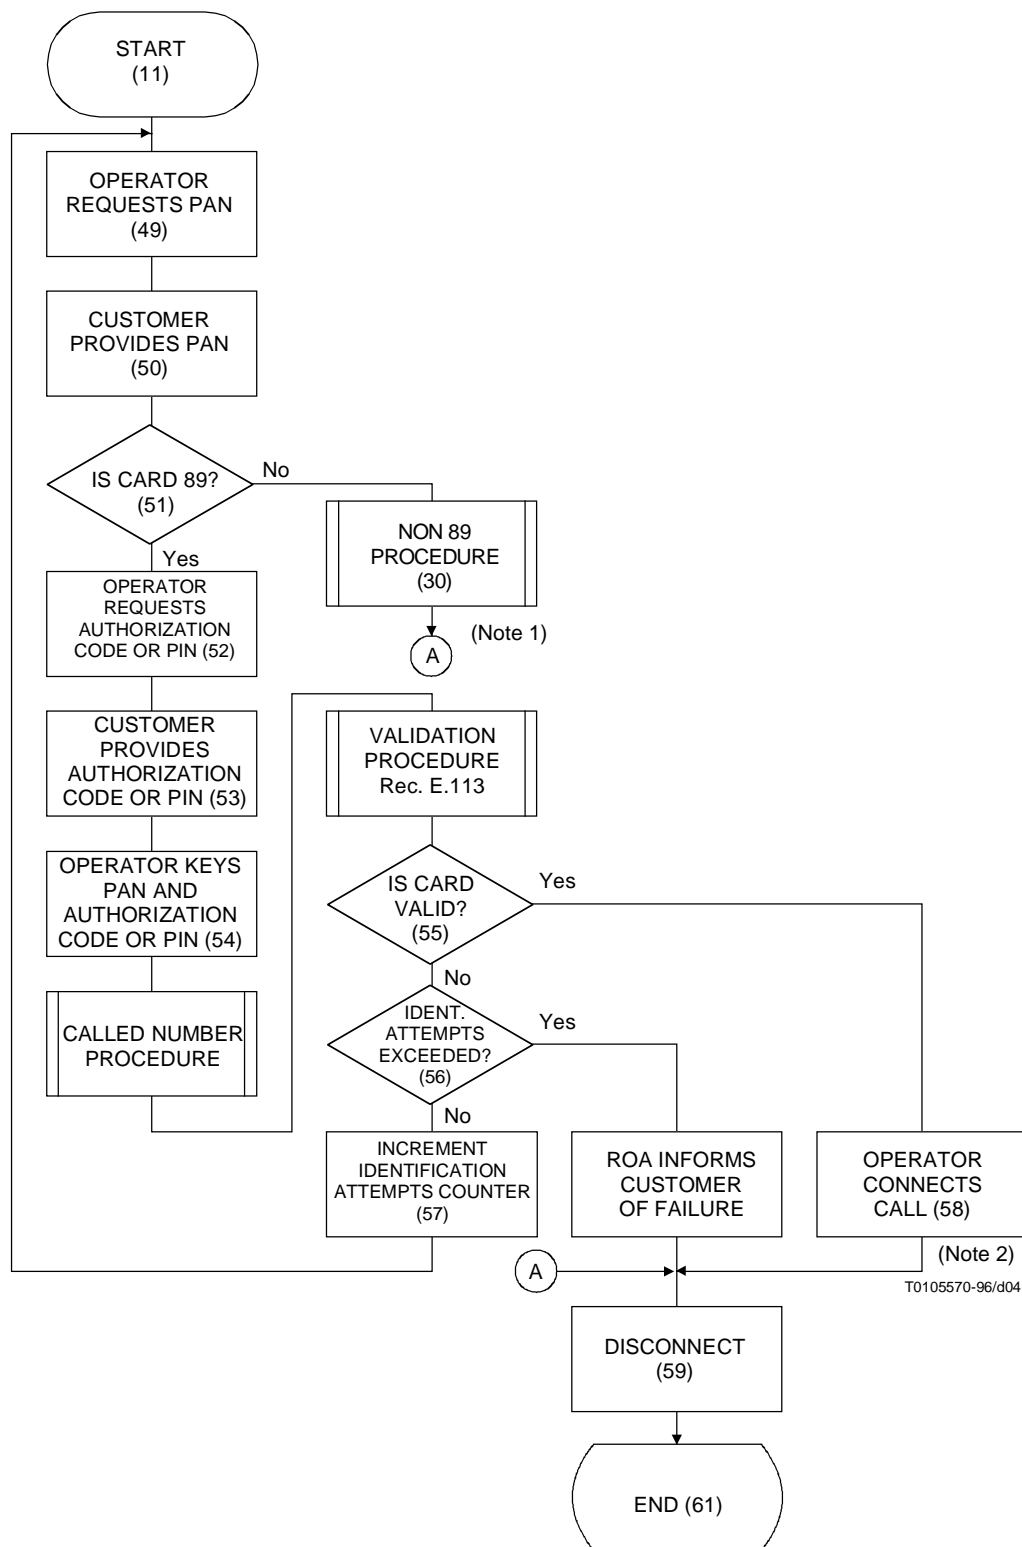 START
(11)
OPERATOR
REQUESTS PAN
(49)
CUSTOMER
PROVIDES PAN
(50)
IS CARD 89?
(51)
No
Yes
NON 89
PROCEDURE
(30)
(Note 1)
A
OPERATOR
REQUESTS
AUTHORIZATION
CODE OR PIN (52)
CUSTOMER
PROVIDES
AUTHORIZATION
CODE OR PIN (53)
OPERATOR KEYS
PAN AND
AUTHORIZATION
CODE OR PIN (54)
CALLED NUMBER
PROCEDURE
VALIDATION
PROCEDURE
Rec. E.113
IS CARD
VALID?
(55)
Yes
No
IDENT.
ATTEMPTS
EXCEEDED?
(56)
Yes
No
INCREMENT
IDENTIFICATION
ATTEMPTS COUNTER
(57)
ROA INFORMS
CUSTOMER
OF FAILURE
OPERATOR
CONNECTS
CALL (58)
(Note 2)
A
T0105570-96/d04
DISCONNECT
(59)
END (61)